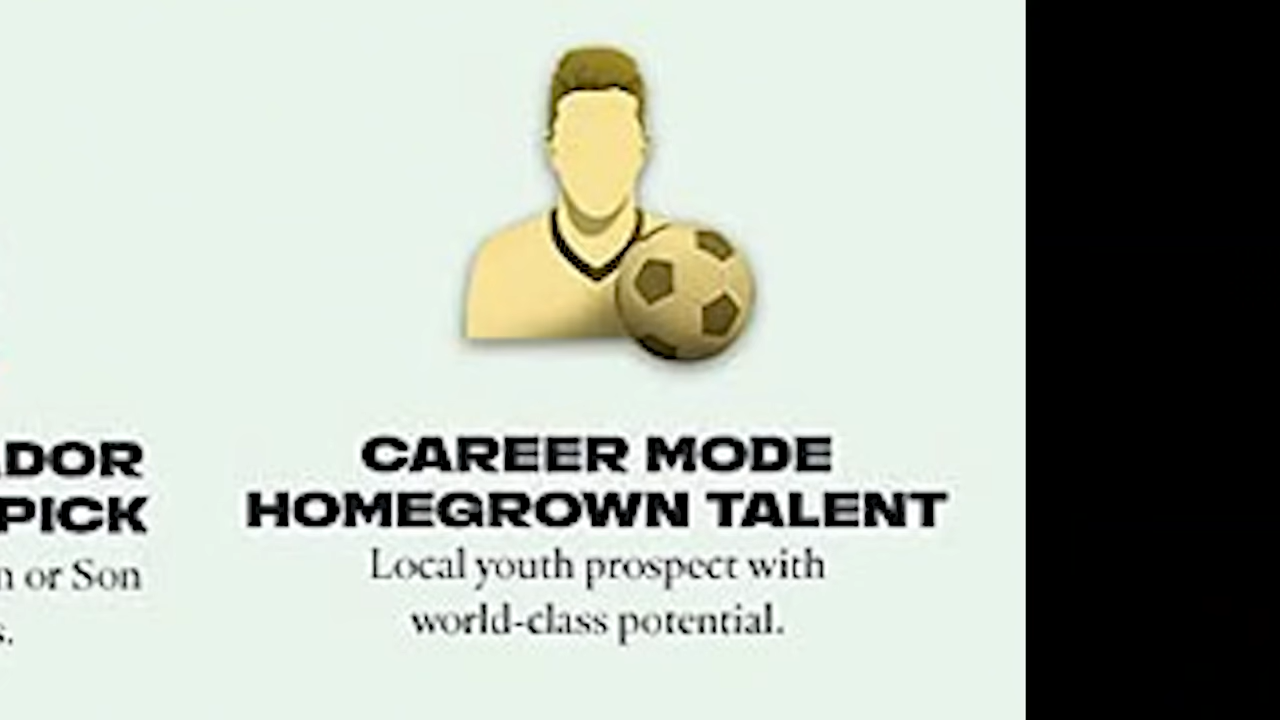 ADOR
PICK
n or Son
s.
CAREER MODE
HOMEGROWN TALENT
Local youth prospect with
world-class potential.